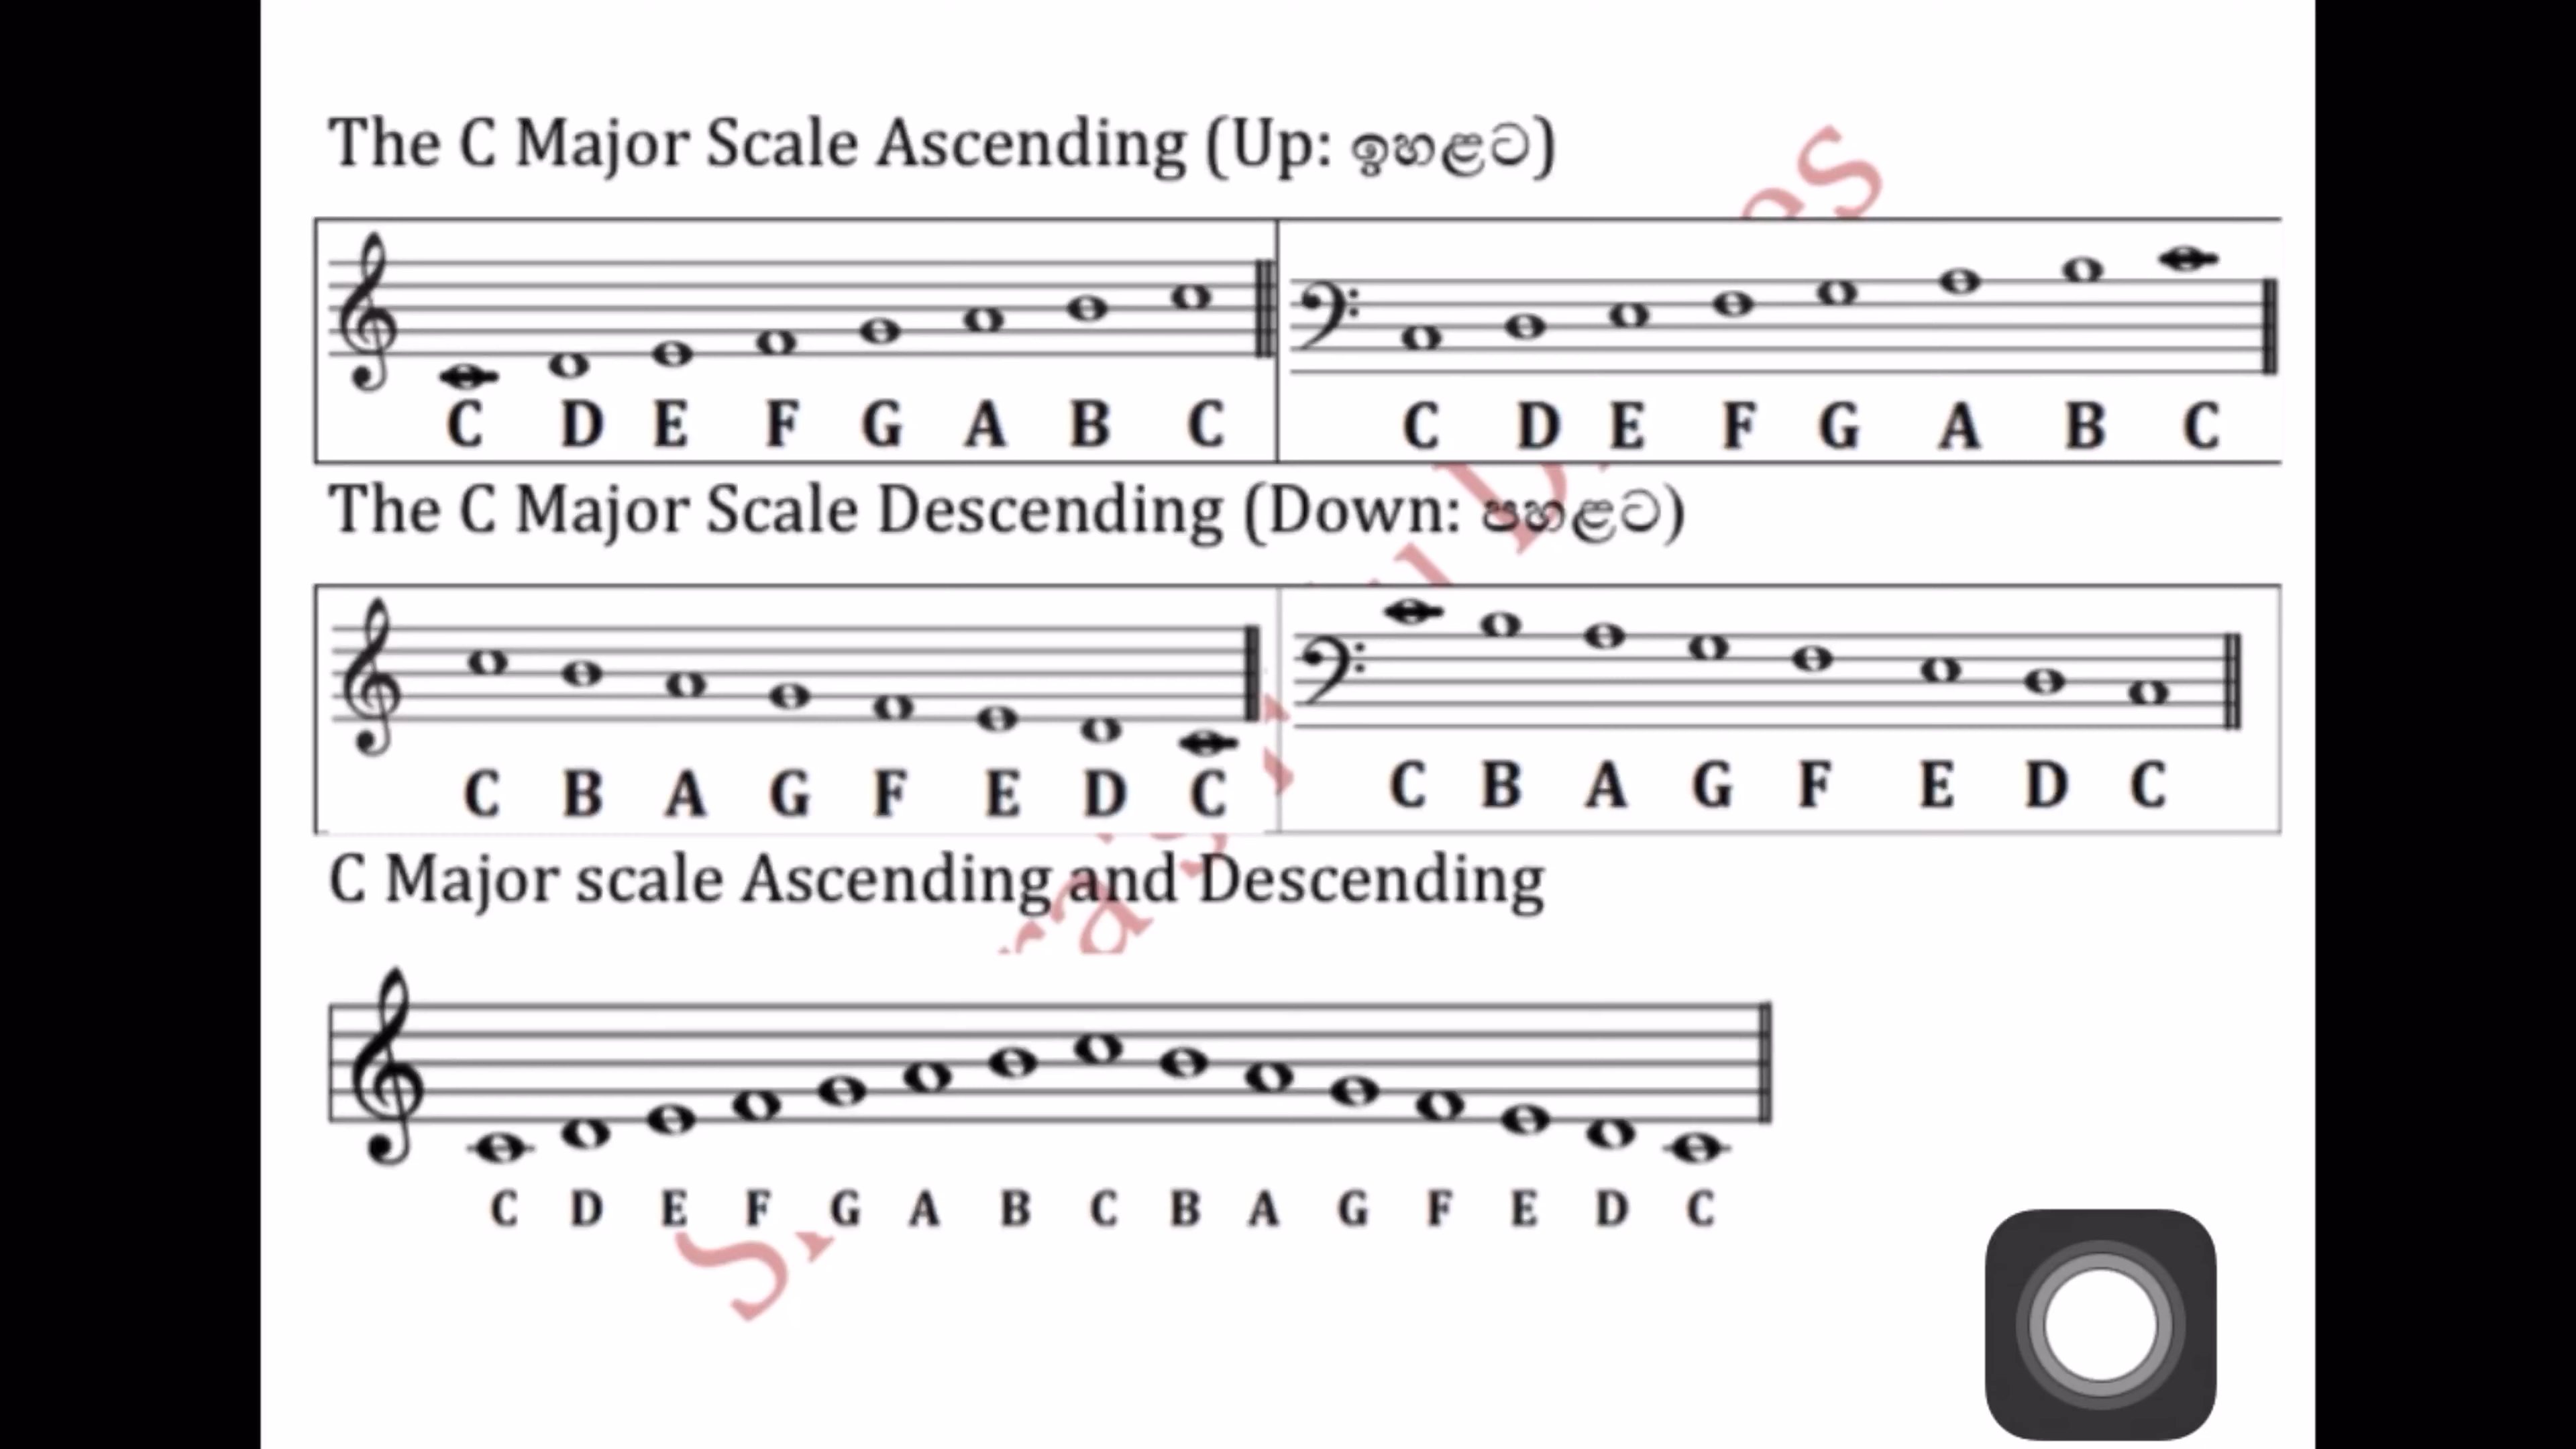 The C Major Scale Ascending (Up: ඉහළට)
C D E F G A B C C D E F G A B C
The C Major Scale Descending (Down: පහළට)
C B A G F E D C C B A G F E D C
C Major scale Ascending and Descending
C D E F G A B C B A G F E D C